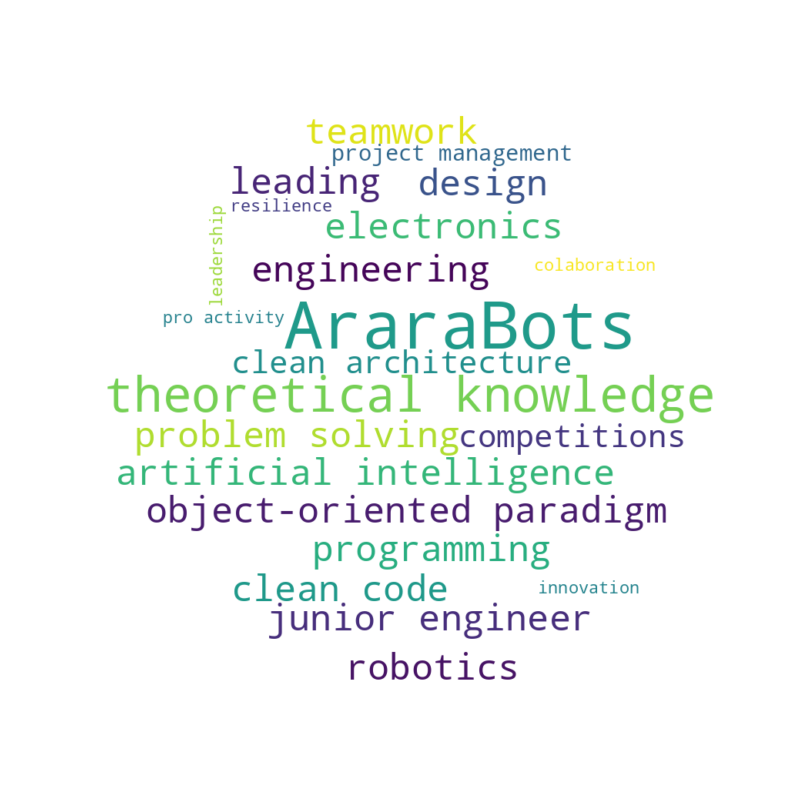 teamwork
project management
leading design
resilience
leadership
electronics
engineering
colaboration
pro activity
AraraBots
clean architecture
theoretical knowledge
problem solving competitions
artificial intelligence
object-oriented paradigm
programming
clean code
innovation
junior engineer
robotics